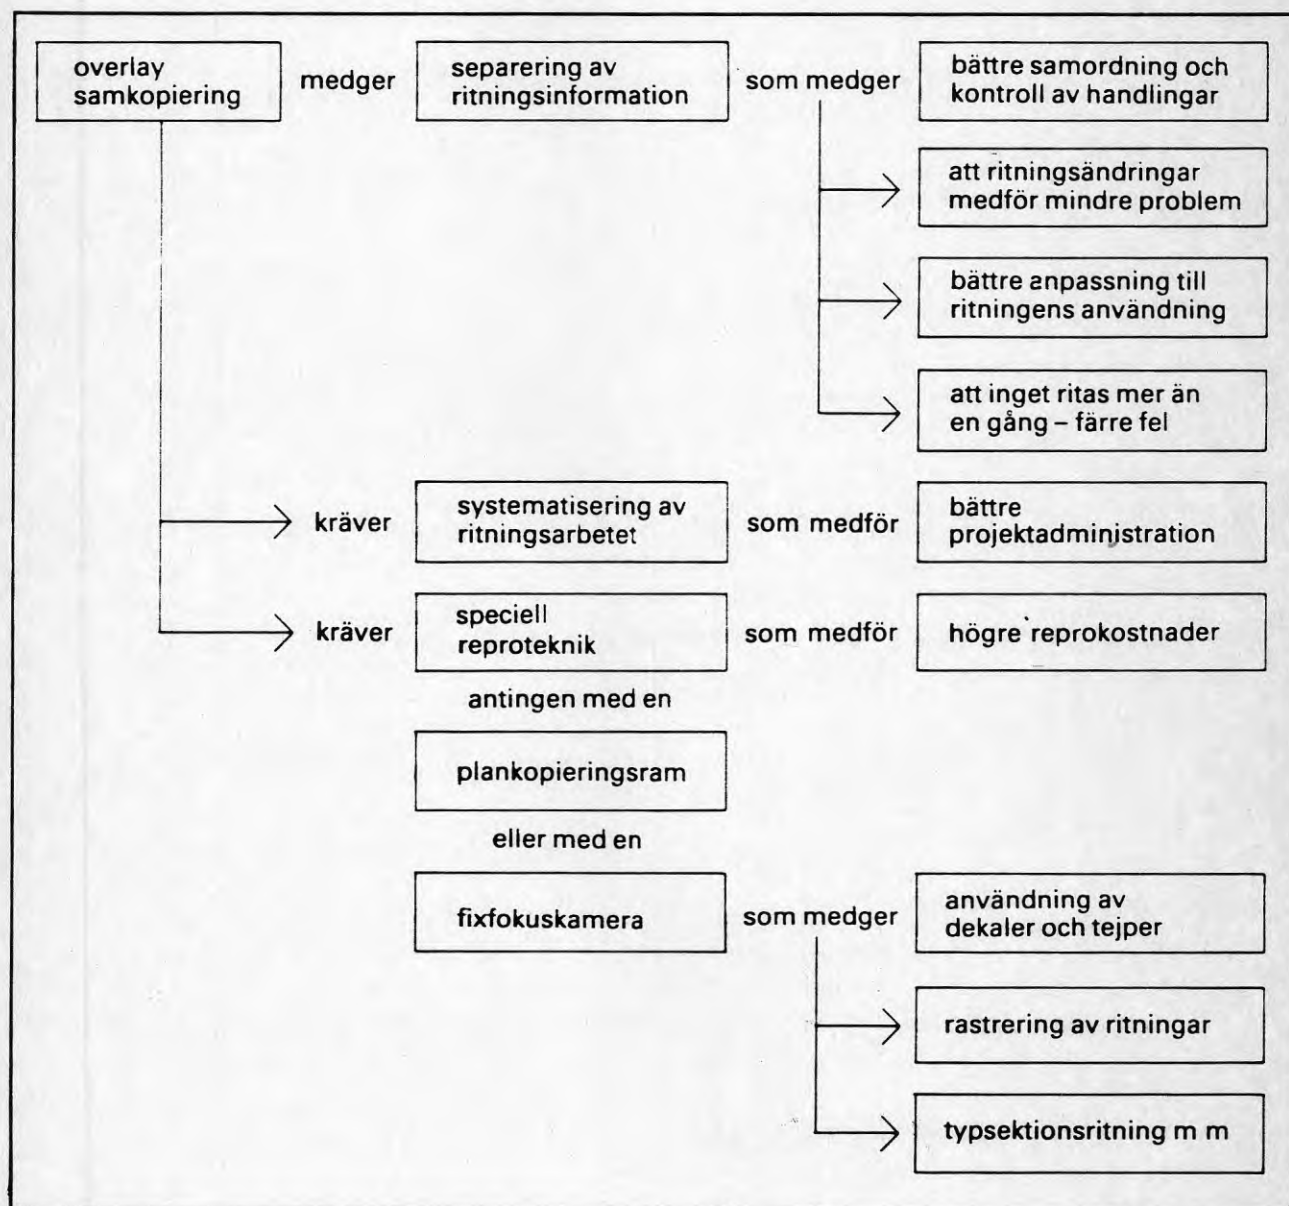 overlay
samkopiering
medger
separering av
ritningsinformation
som medger
bättre samordning och
kontroll av handlingar
att ritningsändringar
medför mindre problem
bättre anpassning till
ritningens användning
att inget ritas mer än
en gång – färre fel
kräver
systematisering av
ritningsarbetet
som medför
bättre
projektadministration
kräver
speciell
reproteknik
som medför
högre reprokostnader
antingen med en
plankopieringsram
eller med en
fixfokuskamera
som medger
användning av
dekaler och tejper
rastrering av ritningar
typsektionsritning m m